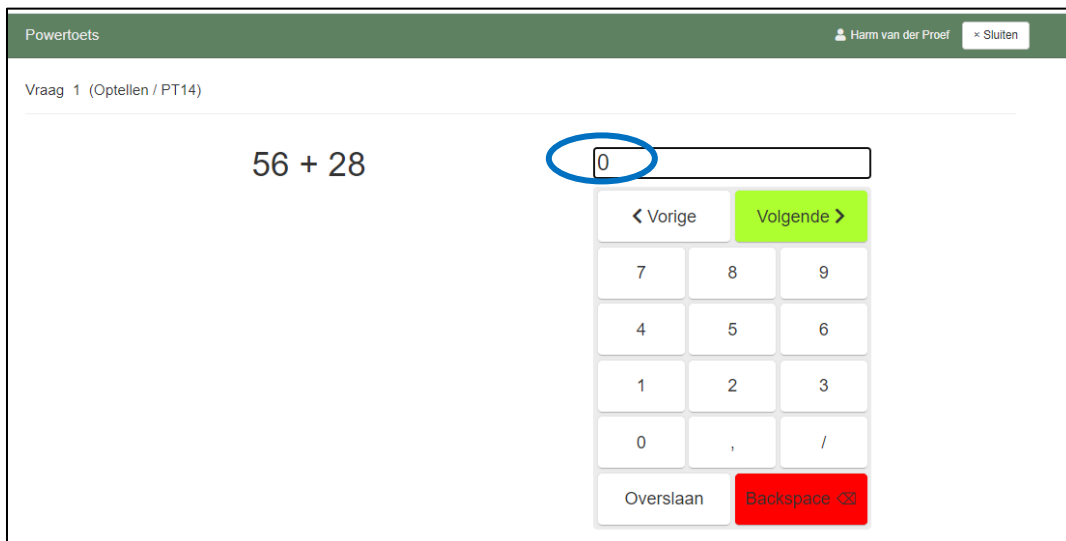 Powertoets Harm van der Proef × Sluiten
Vraag 1 (Optellen / PT14)
56 + 28 0
Vorige Volgende
7 8 9
4 5 6
1 2 3
0 , /
Overslaan Backspace